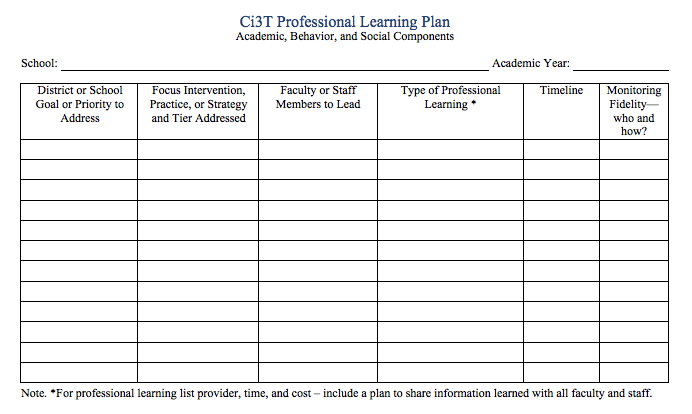 Ci3T Professional Learning Plan
Academic, Behavior, and Social Components
School: Academic Year:
District or School
Goal or Priority to
Address
Focus Intervention,
Practice, or Strategy
and Tier Addressed
Faculty or Staff
Members to Lead
Type of Professional
Learning *
Timeline
Monitoring
Fidelity—
who and
how?
Note. *For professional learning list provider, time, and cost – include a plan to share information learned with all faculty and staff.